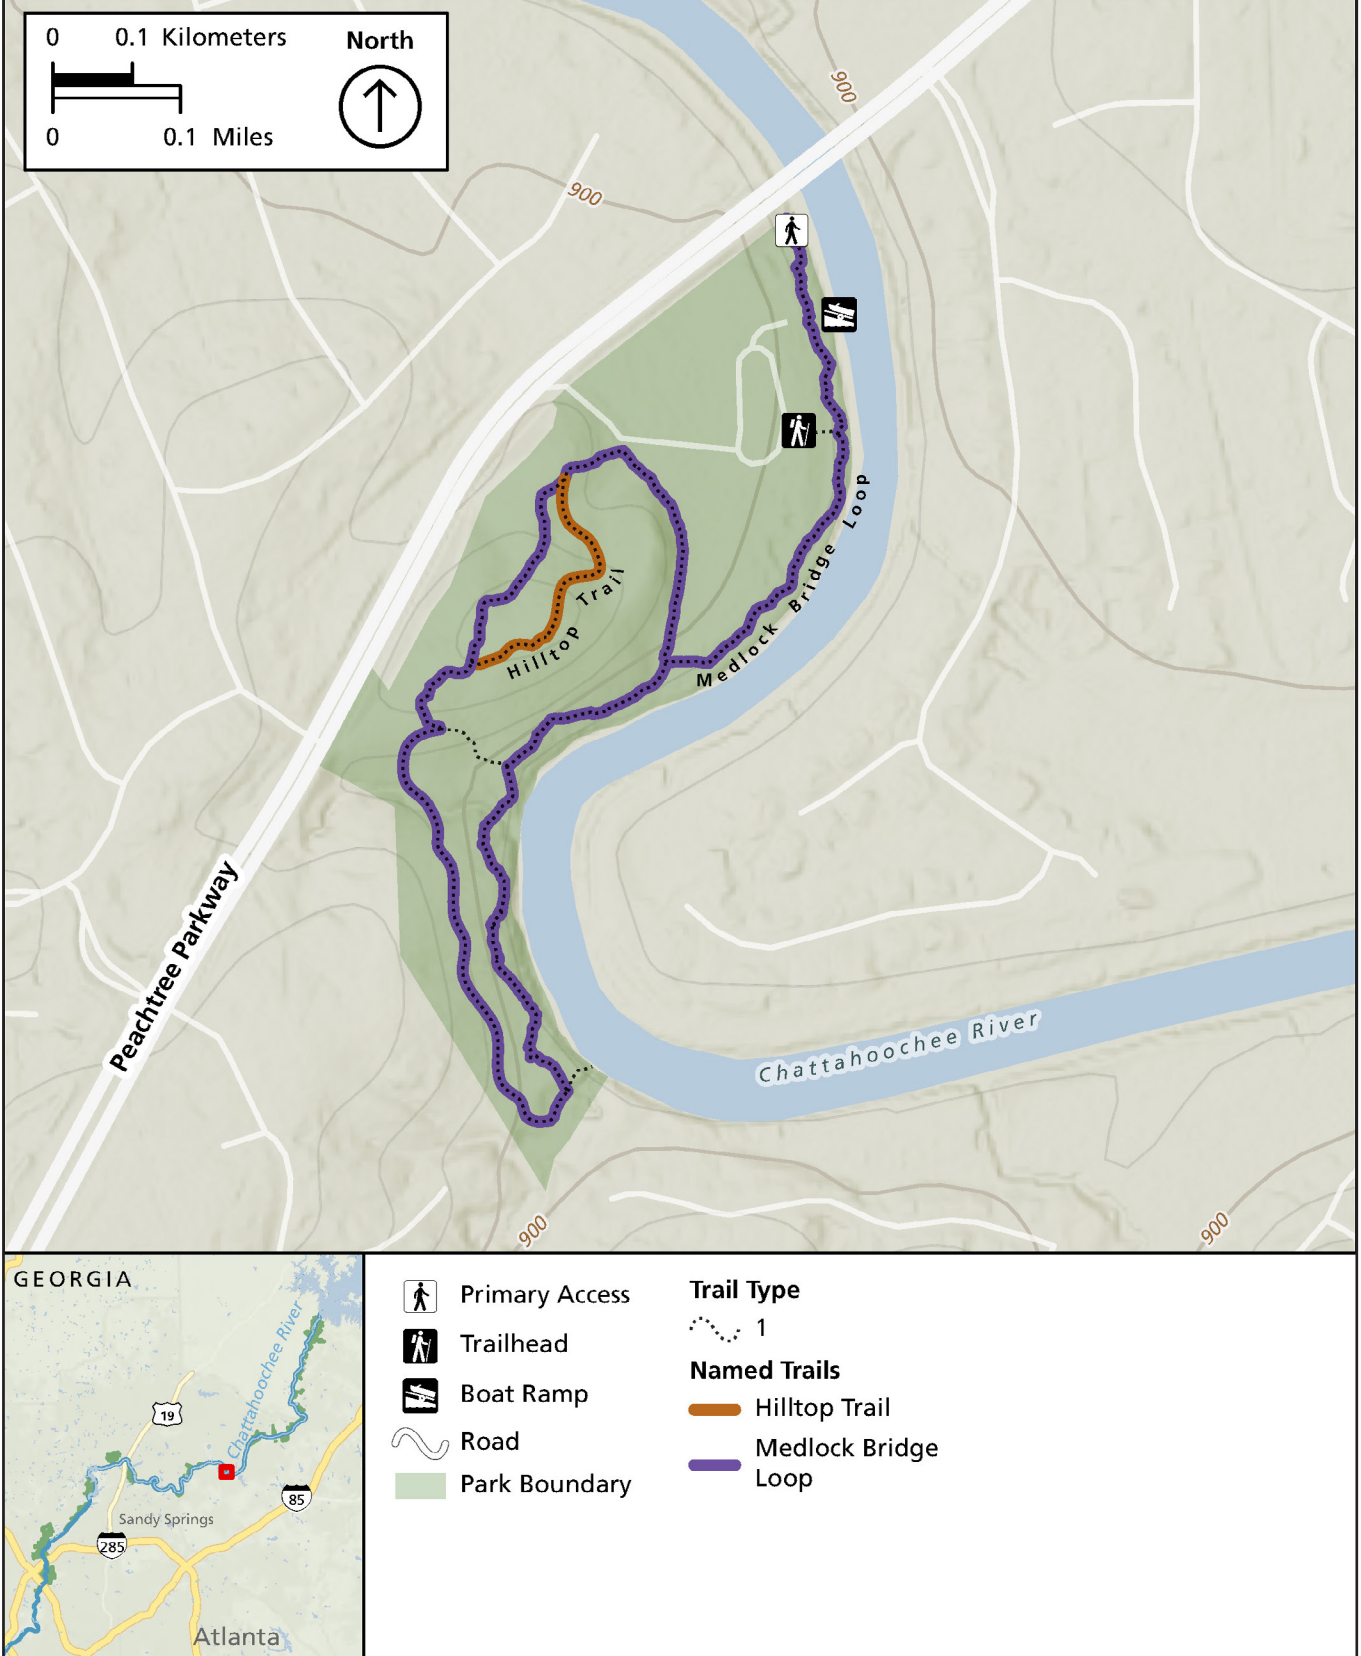 0 0.1 Kilometers
North
0 0.1 Miles
900
900
Medlock Bridge Loop
Hilltop Trail
Peachtree Parkway
Chattahoochee River
900
900
GEORGIA
Chattahoochee River
19
85
Sandy Springs
285
Atlanta
Primary Access
Trailhead
Boat Ramp
Road
Park Boundary
Trail Type
1
Named Trails
Hilltop Trail
Medlock Bridge
Loop